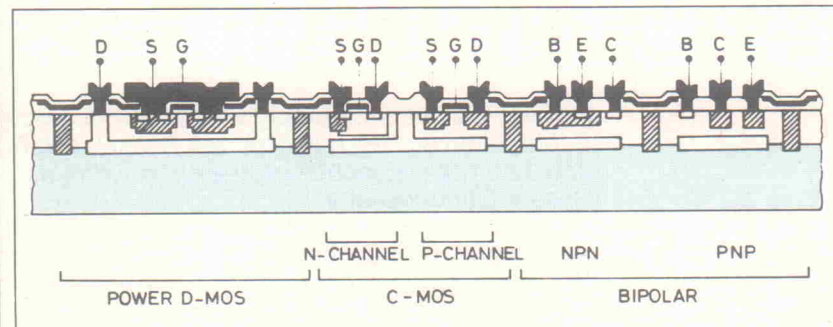 D S G S G D S G D B E C B C E
N-CHANNEL P-CHANNEL NPN PNP
POWER D-MOS C-MOS BIPOLAR